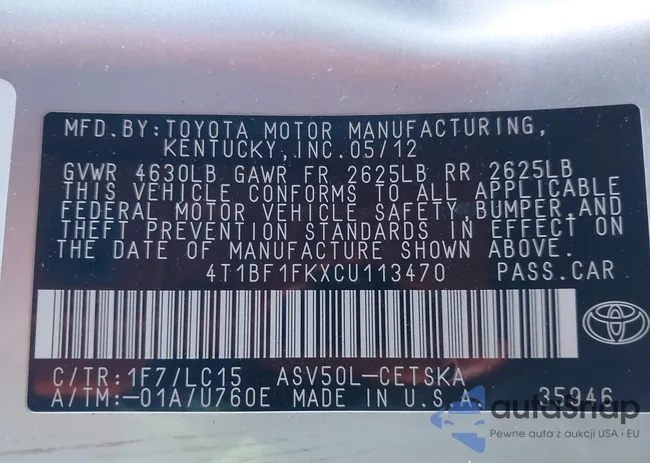 MFD. BY: TOYOTA MOTOR MANUFACTURING,
KENTUCKY, INC. 05/12
GVWR 4630LB GAWR FR 2625LB RR 2625LB
THIS VEHICLE CONFORMS TO ALL APPLICABLE
FEDERAL MOTOR VEHICLE SAFETY, BUMPER, AND
THEFT PREVENTION STANDARDS IN EFFECT ON
THE DATE OF MANUFACTURE SHOWN ABOVE.
4T1BF1FKXCU113470 PASS. CAR
C/TR: 1F7/LC15 ASV50L-CETSKA
A/TM: -01A/U760E MADE IN U.S.A. 35946
autoSnap
Pewne auta z aukcji USA i EU